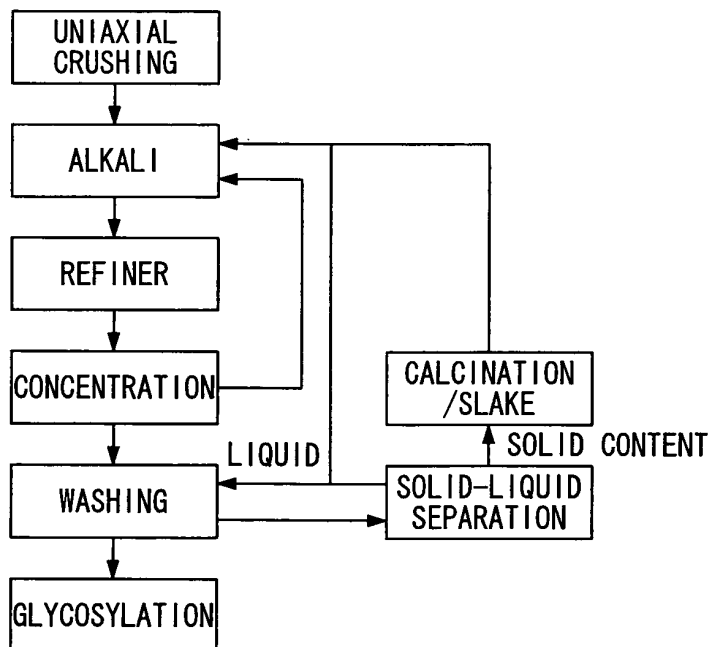 UNIAXIAL
CRUSHING
ALKALI
REFINER
CONCENTRATION
CALCINATION
/SLAKE
LIQUID
SOLID CONTENT
WASHING
SOLID-LIQUID
SEPARATION
GLYCOSYLATION